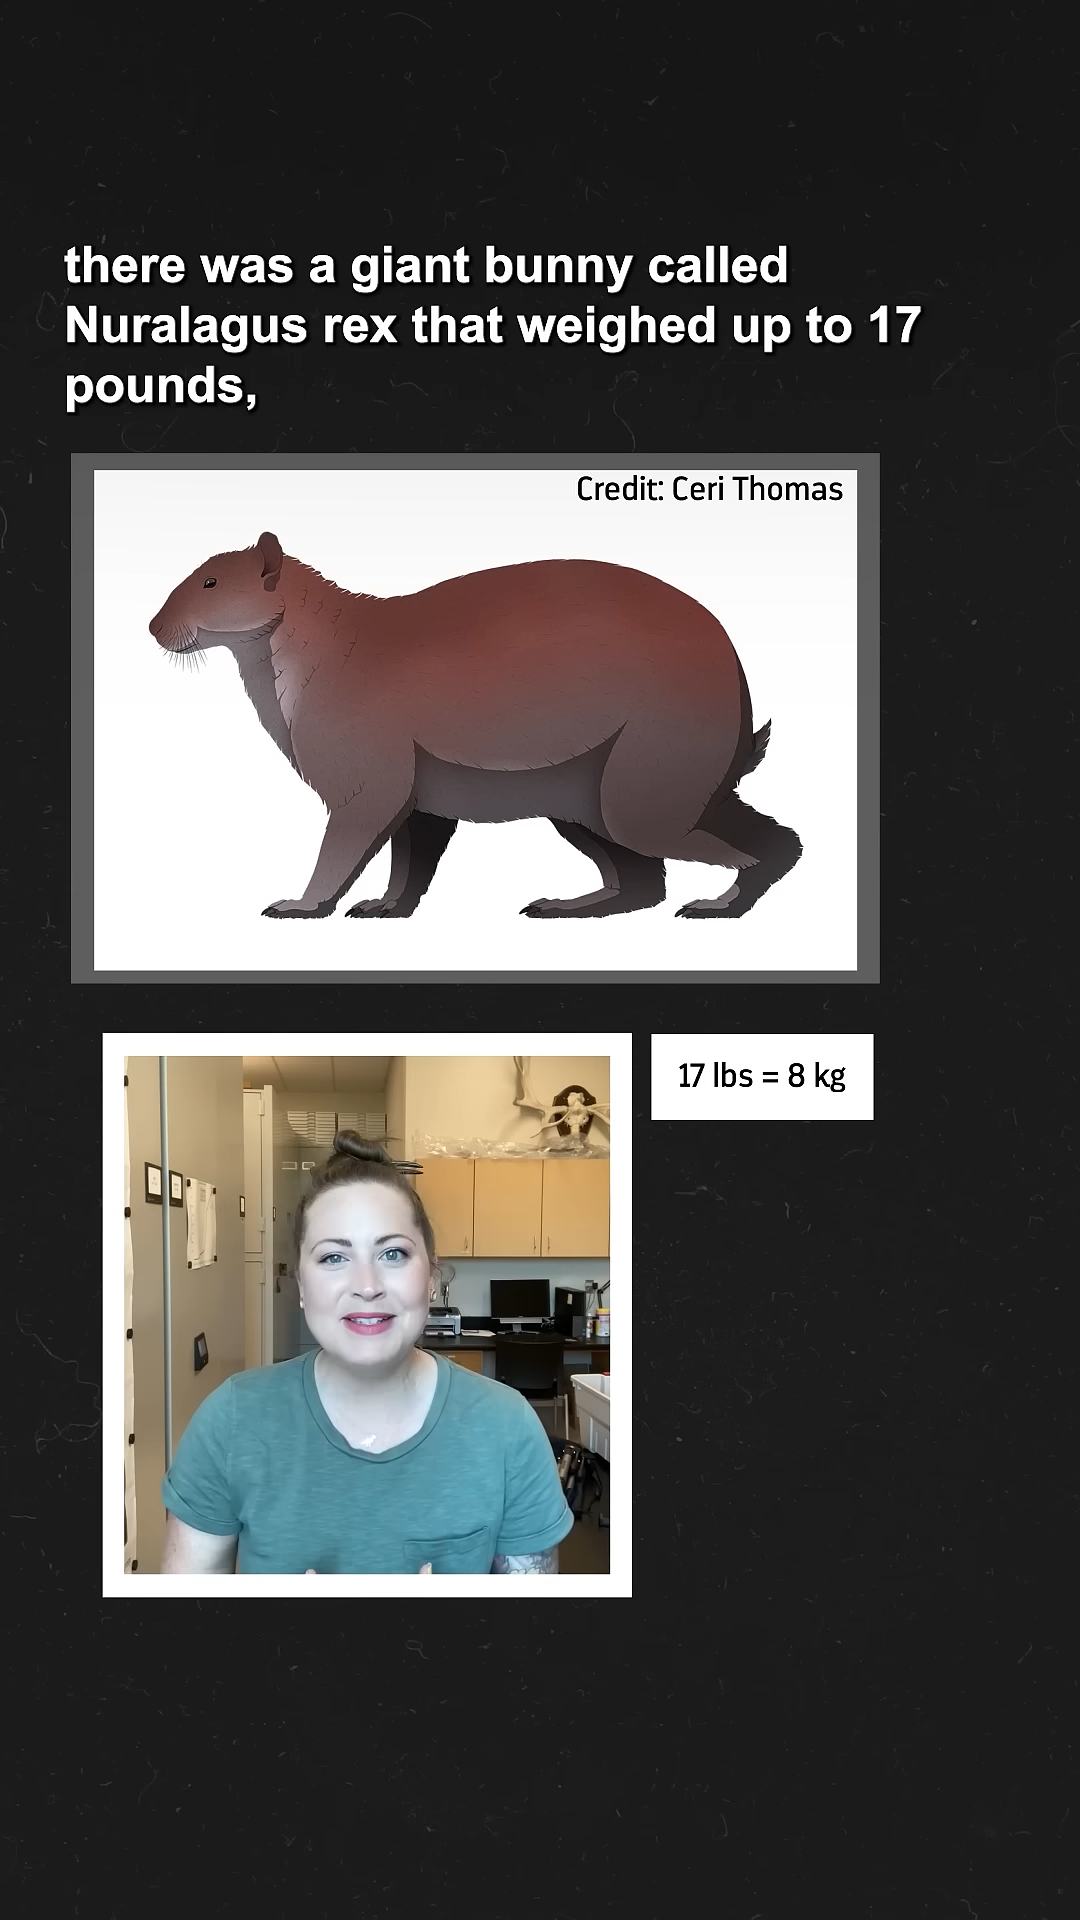 there was a giant bunny called
Nuralagus rex that weighed up to 17
pounds,
Credit: Ceri Thomas
17 lbs = 8 kg